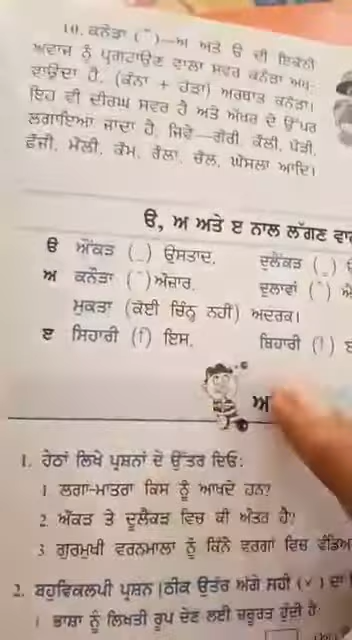 10. ਕਨੌੜਾ (ੌ)—ਅ ਅਤੇ ੳ ਦੀ ਇਕੱਠੀ
ਅਵਾਜ਼ ਨੂੰ ਪ੍ਰਗਟਾਉਣ ਵਾਲਾ ਸਵਰ ਕਨੌੜਾ ਅਖ-
ਵਾਉਂਦਾ ਹੈ, (ਕੰਨਾ + ਹੋੜਾ) ਅਰਥਾਤ ਕਨੌੜਾ।
ਇਹ ਵੀ ਦੀਰਘ ਸਵਰ ਹੈ ਅਤੇ ਅੱਖਰ ਦੇ ਉੱਪਰ
ਲਗਾਇਆ ਜਾਂਦਾ ਹੈ, ਜਿਵੇਂ—ਗੌਰੀ, ਕੌਲੀ, ਪੌੜੀ,
ਫ਼ੌਜੀ, ਮੌਲੀ, ਕੌਮ, ਰੌਲਾ, ਚੌਲ, ਘੌਂਸਲਾ ਆਦਿ।
ੳ, ਅ ਅਤੇ ੲ ਨਾਲ ਲੱਗਣ ਵਾ
ੳ ਔਂਕੜ (ੁ) ਉਸਤਾਦ, ਦੁਲੈਂਕੜ (ੂ)
ਅ ਕਨੌੜਾ (ੌ) ਔਜ਼ਾਰ, ਦੁਲਾਵਾਂ (ੈ) ਐ
ਮੁਕਤਾ (ਕੋਈ ਚਿੰਨ੍ਹ ਨਹੀਂ) ਅਦਰਕ।
ੲ ਸਿਹਾਰੀ (ਿ) ਇਸ, ਬਿਹਾਰੀ (ੀ) ਈ
ਅ
1. ਹੇਠਾਂ ਲਿਖੇ ਪ੍ਰਸ਼ਨਾਂ ਦੇ ਉੱਤਰ ਦਿਓ:
1 ਲਗਾ-ਮਾਤਰਾ ਕਿਸ ਨੂੰ ਆਖਦੇ ਹਨ?
2. ਔਂਕੜ ਤੇ ਦੂਲੈਂਕੜ ਵਿਚ ਕੀ ਅੰਤਰ ਹੈ?
3 ਗੁਰਮੁਖੀ ਵਰਨਮਾਲਾ ਨੂੰ ਕਿੰਨੇ ਵਰਗਾਂ ਵਿਚ ਵੰਡਿਆ
2. ਬਹੁਵਿਕਲਪੀ ਪ੍ਰਸ਼ਨ (ਠੀਕ ਉੱਤਰ ਅੱਗੇ ਸਹੀ (✓) ਦਾ
1 ਭਾਸ਼ਾ ਨੂੰ ਲਿਖਤੀ ਰੂਪ ਦੇਣ ਲਈ ਜ਼ਰੂਰਤ ਹੁੰਦੀ ਹੈ: